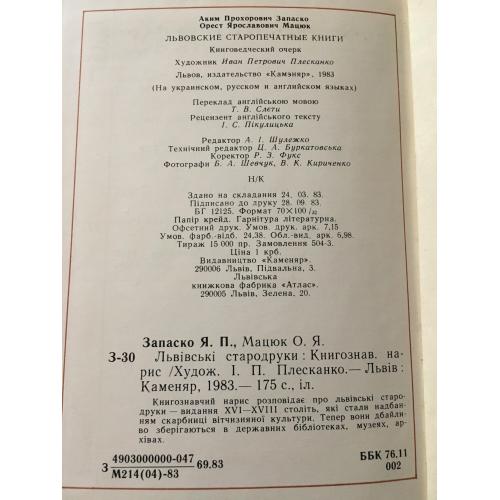 Аким Прохорович Запаско
Орест Ярославович Мацюк
ЛЬВОВСКИЕ СТАРОПЕЧАТНЫЕ КНИГИ
Книговедческий очерк
Художник Иван Петрович Плесканко
Львов, издательство «Камэняр», 1983
(На украинском, русском и английском языках)
Переклад англійською мовою
Т. В. Слєти
Рецензент англійського тексту
І. С. Пікулицька
Редактор А. І. Шулежко
Технічний редактор Ц. А. Буркатовська
Коректор Р. З. Фукс
Фотографи Б. А. Шевчук, В. К. Кириченко
Н/К
Здано на складання 24. 03. 83.
Підписано до друку 28. 09. 83.
БГ 12125. Формат 70×100/32
Папір крейд. Гарнітура літературна.
Офсетний друк. Умов. друк. арк. 7,15
Умов. фарб.-відб. 24,38. Обл.-вид. арк. 6,98.
Тираж 15 000 пр. Замовлення 504-3.
Ціна 1 крб.
Видавництво «Каменяр».
290006 Львів, Підвальна, 3.
Львівська
книжкова фабрика «Атлас».
290005 Львів, Зелена, 20.
Запаско Я. П., Мацюк О. Я.
З-30 Львівські стародруки : Книгознав. на-
рис /Худож. І. П. Плесканко.— Львів :
Каменяр, 1983.— 175 с., іл.
Книгознавчий нарис розповідає про львівські старо-
друки — видання XVI—XVIII століть, які стали надбан-
ням скарбниці вітчизняної культури. Тепер вони дбайли-
во зберігаються в державних бібліотеках, музеях, ар-
хівах.
З 4903000000-047
М214(04)-83 69.83
ББК 76.11
002